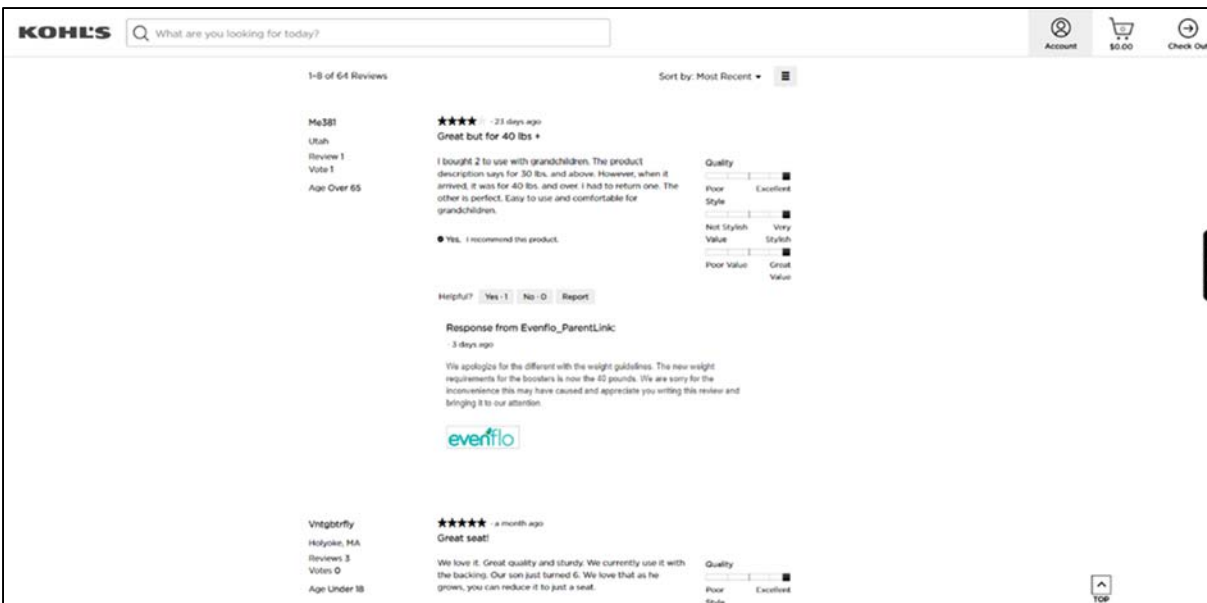 KOHL'S
What are you looking for today?
Account
0
$0.00
Check Out
1–8 of 64 Reviews
Sort by: Most Recent
Me381
Utah
Review 1
Vote 1
Age Over 65
· 23 days ago
Great but for 40 lbs +
I bought 2 to use with grandchildren. The product
description says for 30 lbs. and above. However, when it
arrived, it was for 40 lbs. and over. I had to return one. The
other is perfect. Easy to use and comfortable for
grandchildren.
Yes, I recommend this product.
Quality
Poor Excellent
Style
Not Stylish Very
Stylish
Value
Poor Value Great
Value
Helpful? Yes · 1 No · 0 Report
Response from Evenflo_ParentLink:
· 3 days ago
We apologize for the different with the weight guidelines. The new weight
requirements for the boosters is now the 40 pounds. We are sorry for the
inconvenience this may have caused and appreciate you writing this review and
bringing it to our attention
evenflo
Vntgbtrfly
Holyoke, MA
Reviews 3
Votes 0
Age Under 18
· a month ago
Great seat!
We love it. Great quality and sturdy. We currently use it with
the backing. Our son just turned 6. We love that as he
grows, you can reduce it to just a seat.
Quality
Poor Excellent
Style
TOP